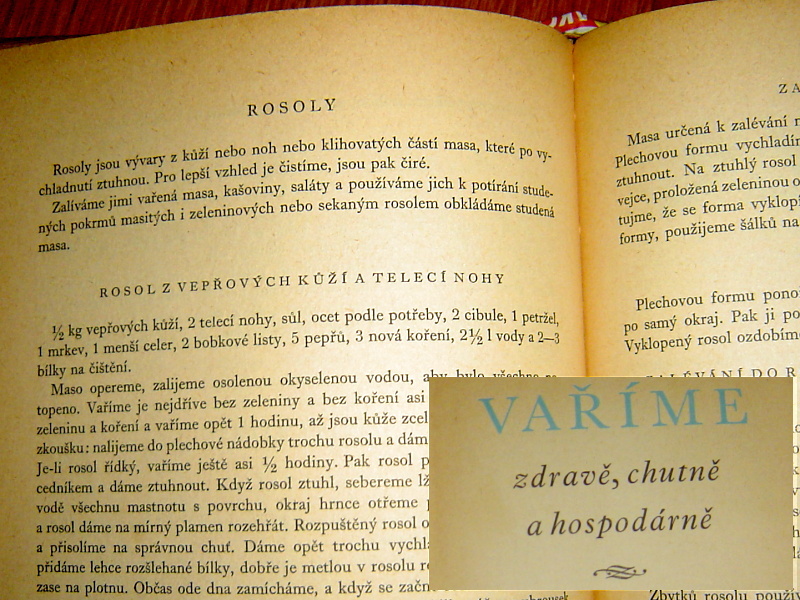 ROSOLY
Rosoly jsou vývary z kůží nebo noh nebo klihovatých částí masa, které po vy-
chladnutí ztuhnou. Pro lepší vzhled je čistíme, jsou pak čiré.
Zalíváme jimi vařená masa, kašoviny, saláty a používáme jich k potírání stude-
ných pokrmů masitých i zeleninových nebo sekaným rosolem obkládáme studená
masa.
ROSOL Z VEPŘOVÝCH KŮŽÍ A TELECÍ NOHY
½ kg vepřových kůží, 2 telecí nohy, sůl, ocet podle potřeby, 2 cibule, 1 petržel,
1 mrkev, 1 menší celer, 2 bobkové listy, 5 pepřů, 3 nová koření, 2½ l vody a 2—3
bílky na čištění.
Maso opereme, zalijeme osolenou okyselenou vodou, aby bylo všechno
topeno. Vaříme je nejdříve bez zeleniny a bez koření asi
zeleninu a koření a vaříme opět 1 hodinu, až jsou kůže
zkoušku: nalijeme do plechové nádobky trochu rosolu a dám
Je-li rosol řídký, vaříme ještě asi ½ hodiny. Pak rosol
cedníkem a dáme ztuhnout. Když rosol ztuhl, sebereme
vodě všechnu mastnotu s povrchu, okraj hrnce otřeme
a rosol dáme na mírný plamen rozehřát. Rozpuštěný rosol
a přisolíme na správnou chuť. Dáme opět trochu
přidáme lehce rozšlehané bílky, dobře je metlou v rosolu
zase na plotnu. Občas ode dna zamícháme, a když se
ZA
Masa určená k zalévání
Plechovou formu
ztuhnout. Na ztuhlý rosol
vejce, proložená zeleninou
tujme, že se forma
formy, použijeme šálků
Plechovou formu
po samý okraj. Pak ji
Vyklopený rosol
Zbytků rosolu
VAŘÍME
zdravě, chutně
a hospodárně